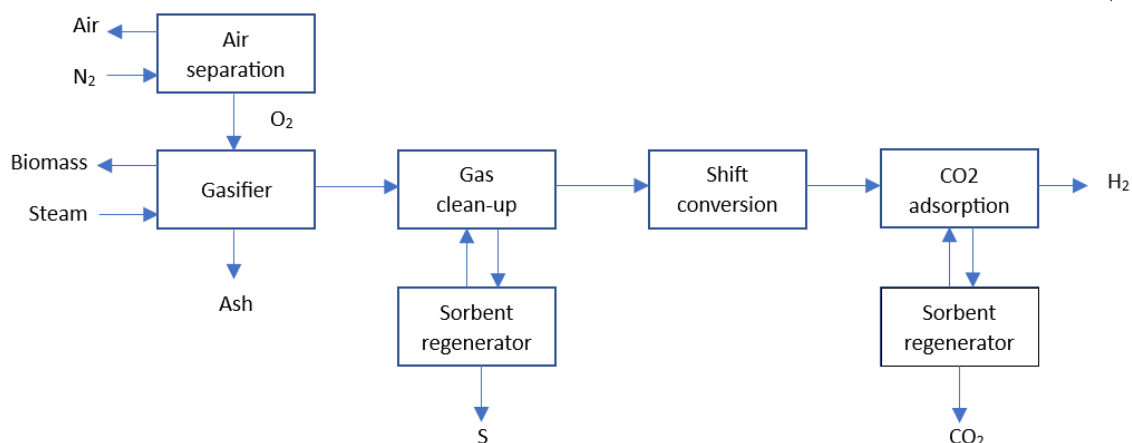 Air
Air
separation
N₂
O₂
Biomass
Gasifier
Steam
Ash
Gas
clean-up
Shift
conversion
CO2
adsorption
H₂
Sorbent
regenerator
S
Sorbent
regenerator
CO₂